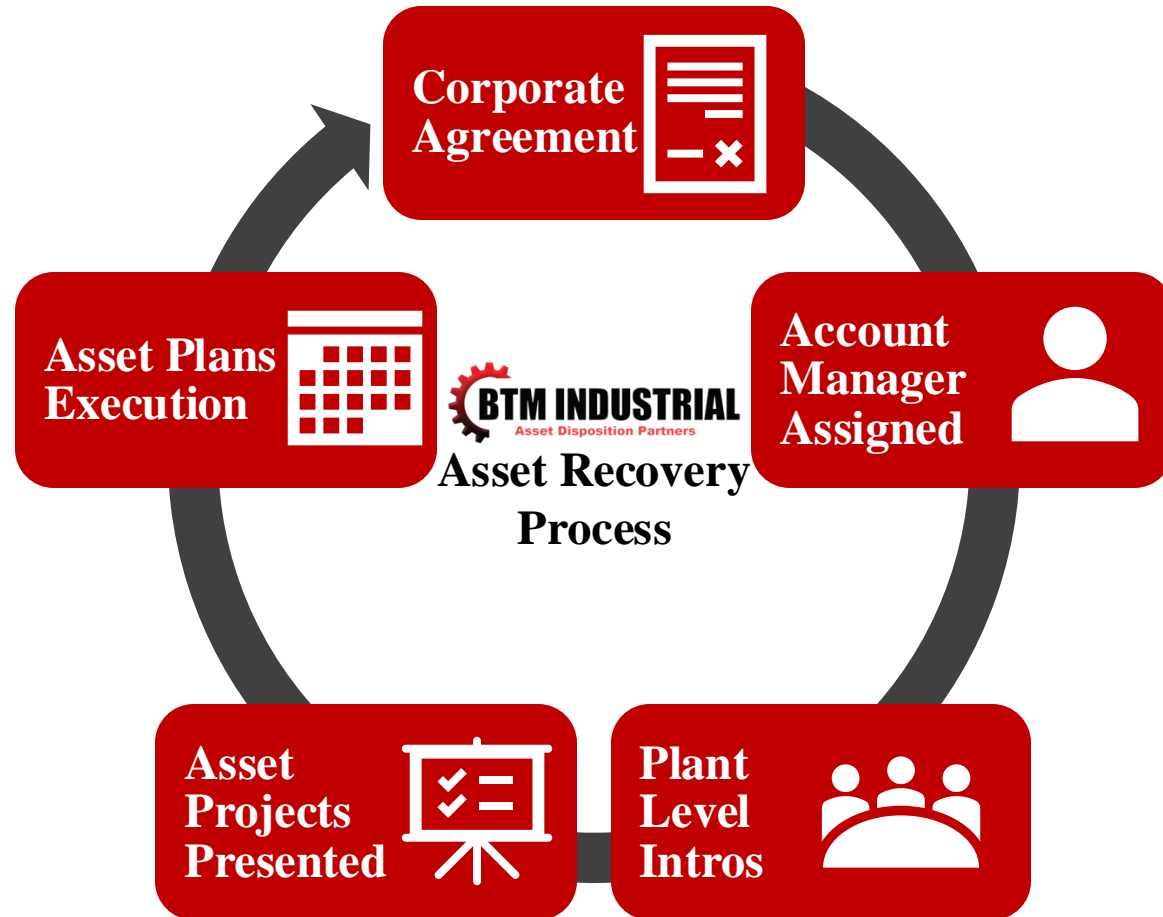 Corporate
Agreement
Account
Manager
Assigned
Plant
Level
Intros
Asset
Projects
Presented
Asset Plans
Execution
BTM INDUSTRIAL
Asset Disposition Partners
Asset Recovery
Process